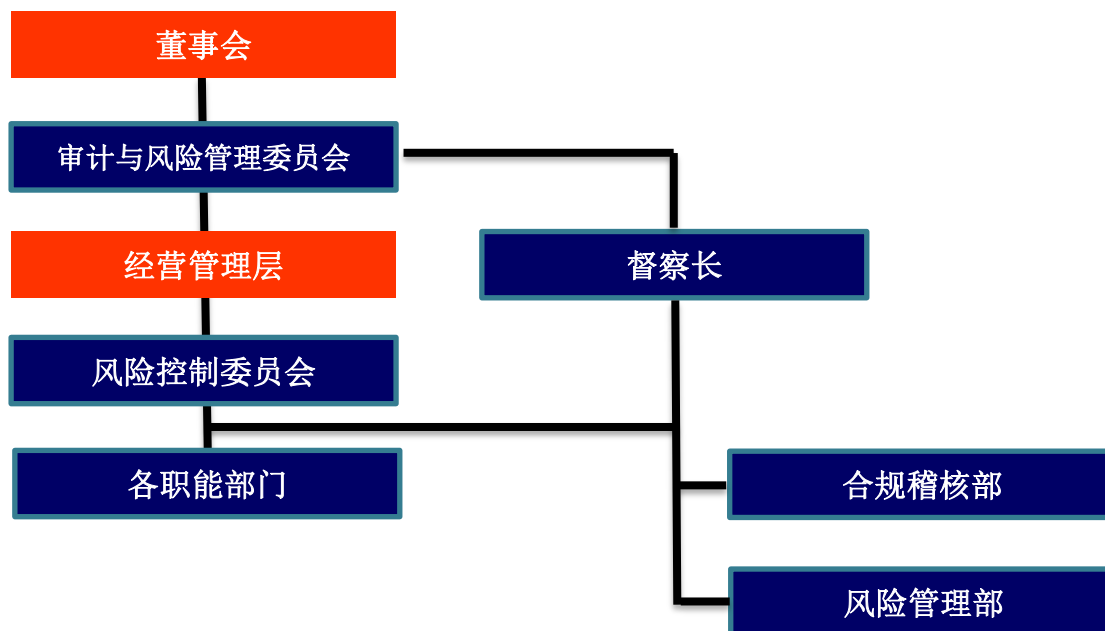 董事会
审计与风险管理委员会
经营管理层
督察长
风险控制委员会
各职能部门
合规稽核部
风险管理部